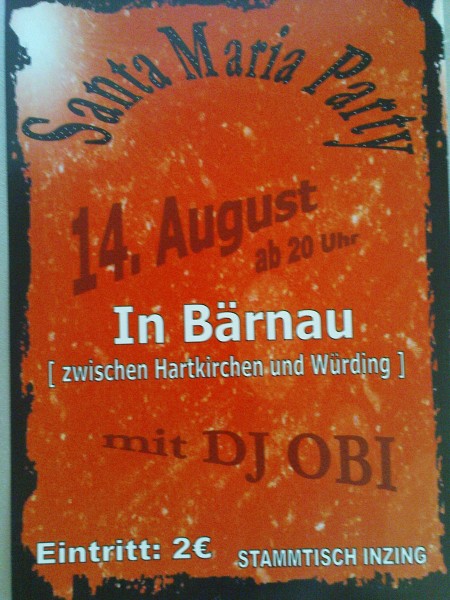 Santa Maria Party
14. August
ab 20 Uhr
In Bärnau
[ zwischen Hartkirchen und Würding ]
mit DJ OBI
Eintritt: 2€
STAMMTISCH INZING